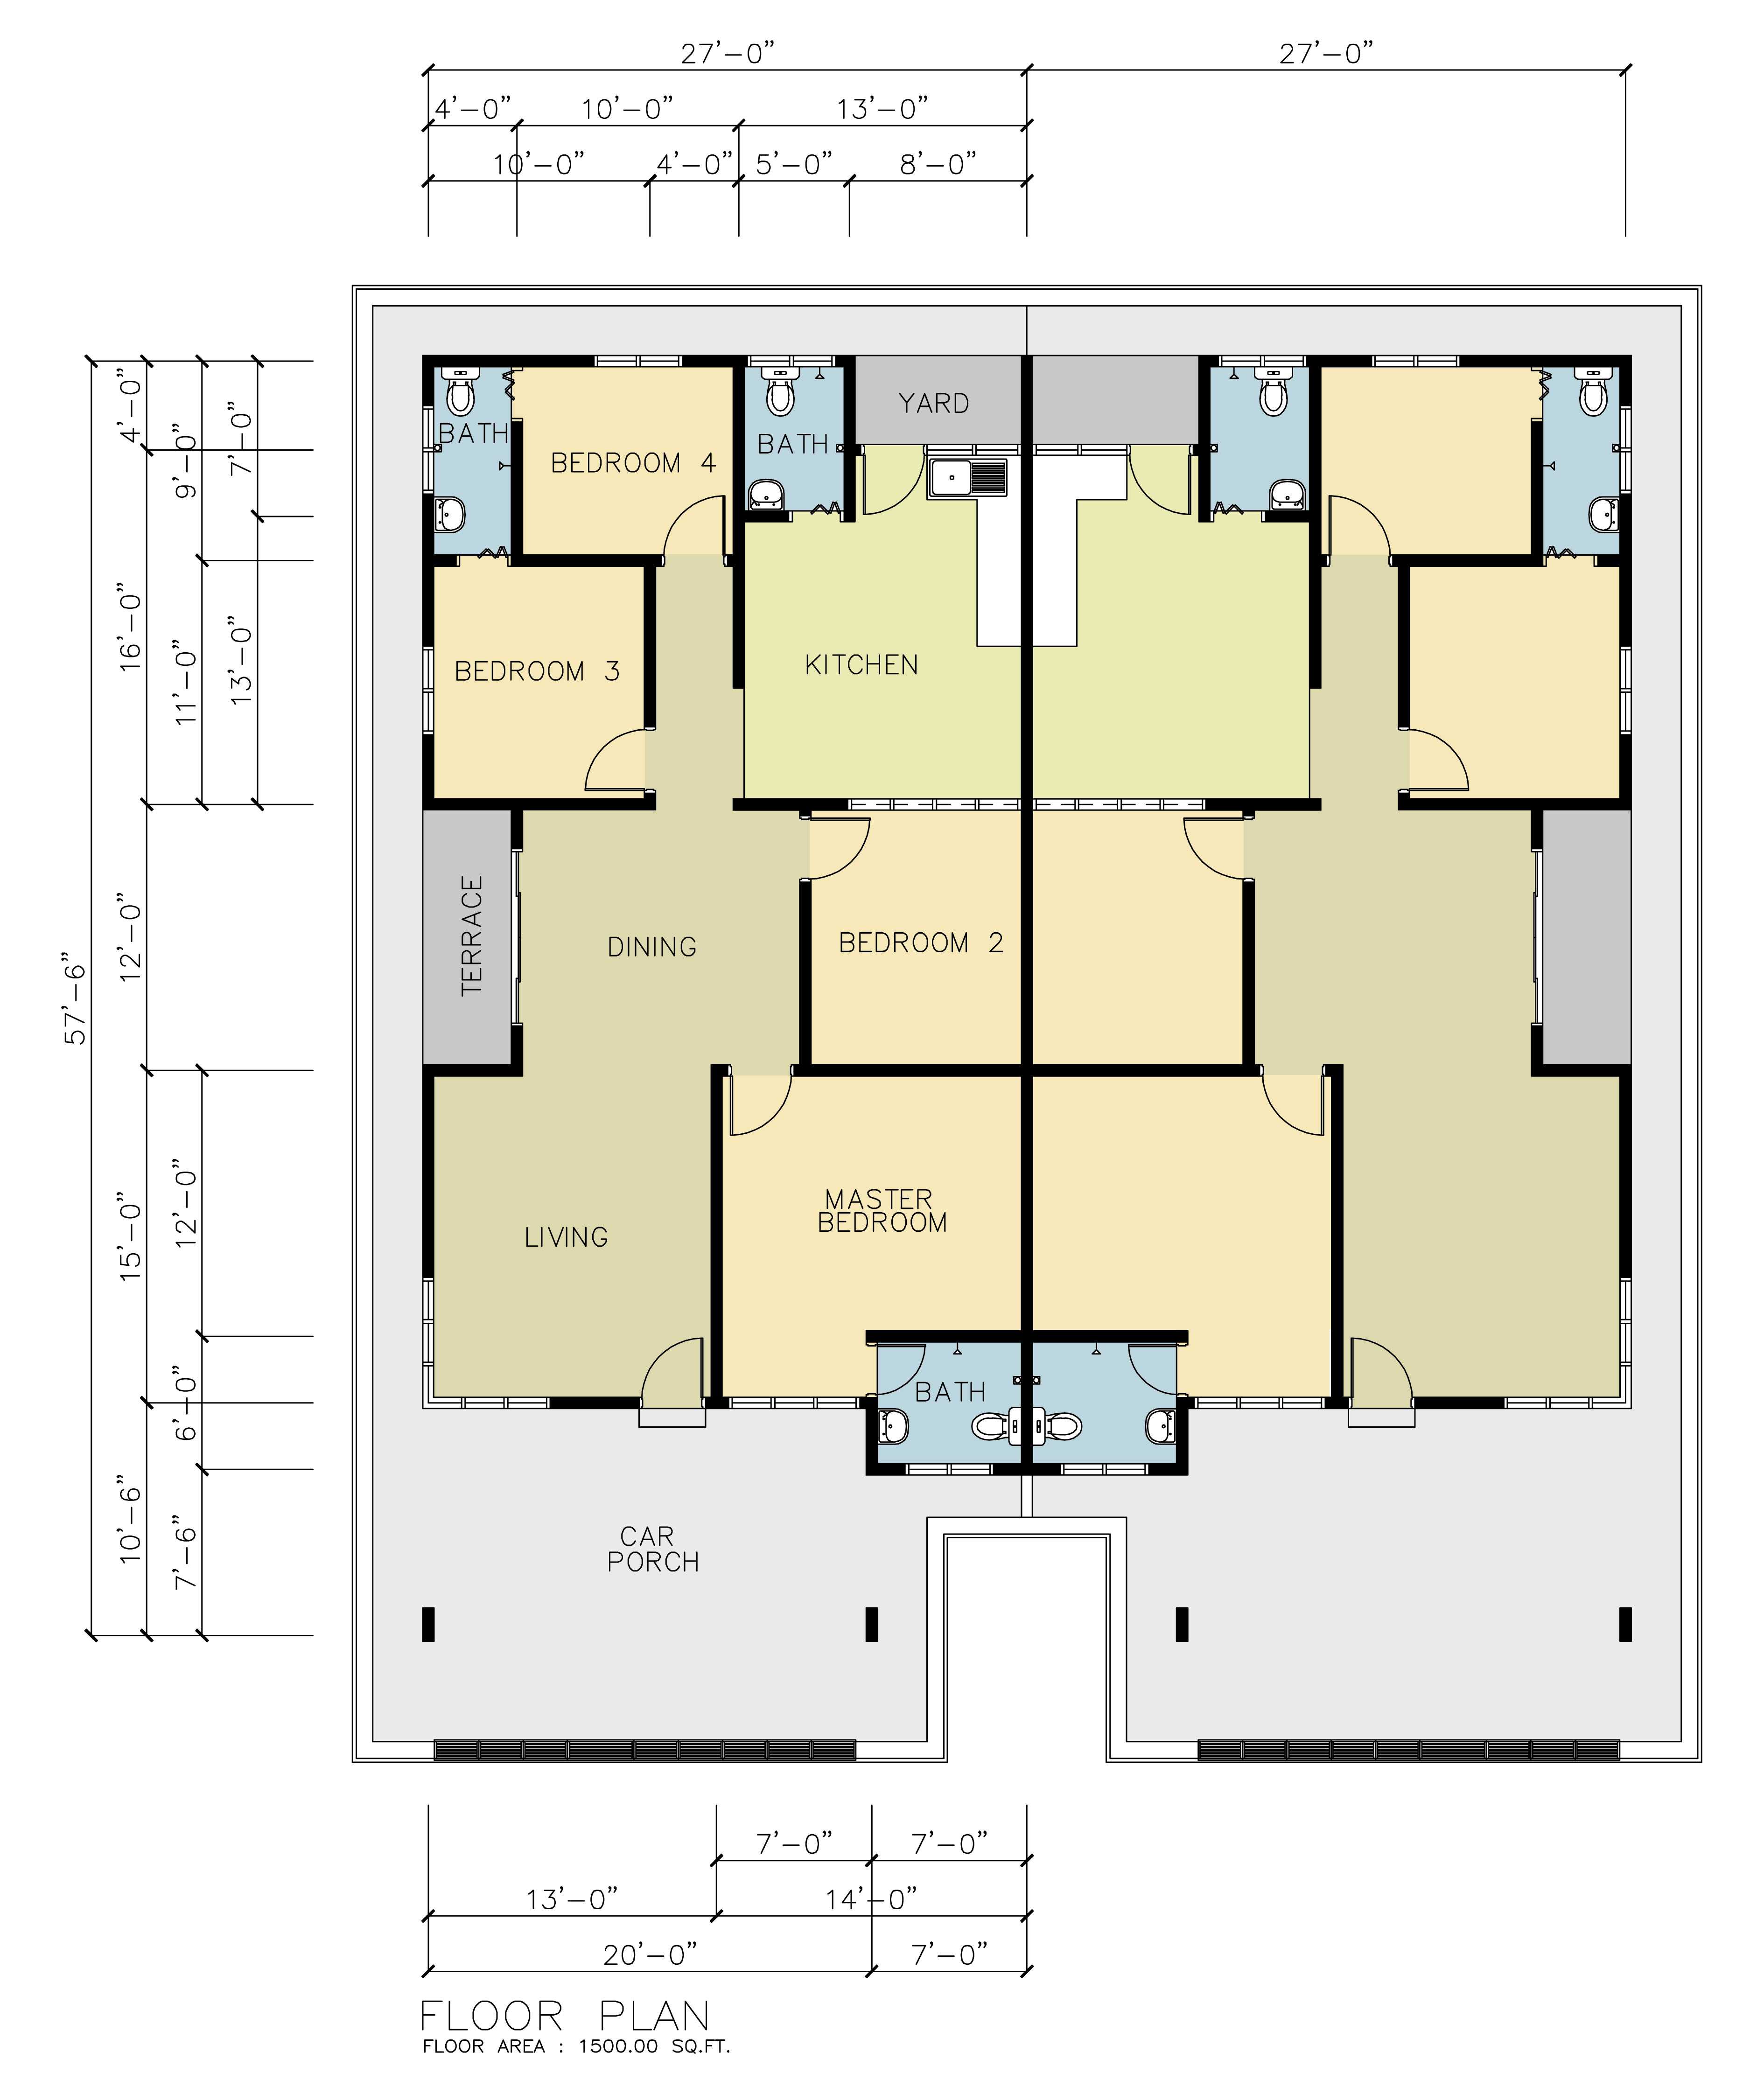 27'-0"
27'-0"
4'-0"
10'-0"
13'-0"
10'-0"
4'-0"
5'-0"
8'-0"
57'-6"
4'-0"
16'-0"
12'-0"
15'-0"
10'-6"
9'-0"
11'-0"
12'-0"
6'-0"
7'-6"
7'-0"
13'-0"
BATH
BEDROOM 4
BATH
YARD
BEDROOM 3
KITCHEN
TERRACE
DINING
BEDROOM 2
LIVING
MASTER
BEDROOM
BATH
CAR
PORCH
7'-0"
7'-0"
13'-0"
14'-0"
20'-0"
7'-0"
FLOOR PLAN
FLOOR AREA : 1500.00 SQ.FT.